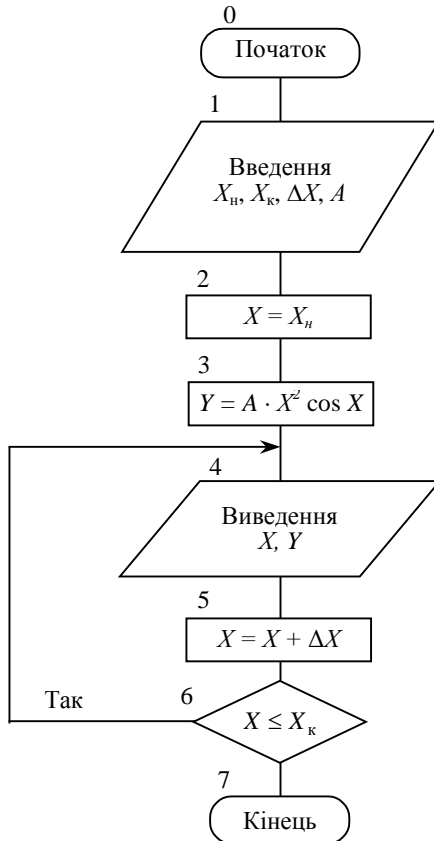 0
Початок
1
Введення
Xн, Xк, ΔX, A
2
X = Xн
3
Y = A · X² cos X
4
Виведення
X, Y
5
X = X + ΔX
Так
6
X ≤ Xк
7
Кінець